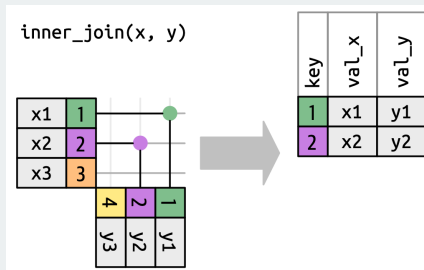 inner_join(x, y)
key val_x val_y
1 x1 y1
2 x2 y2
x1 1
x2 2
x3 3
4 2 1
y3 y2 y1